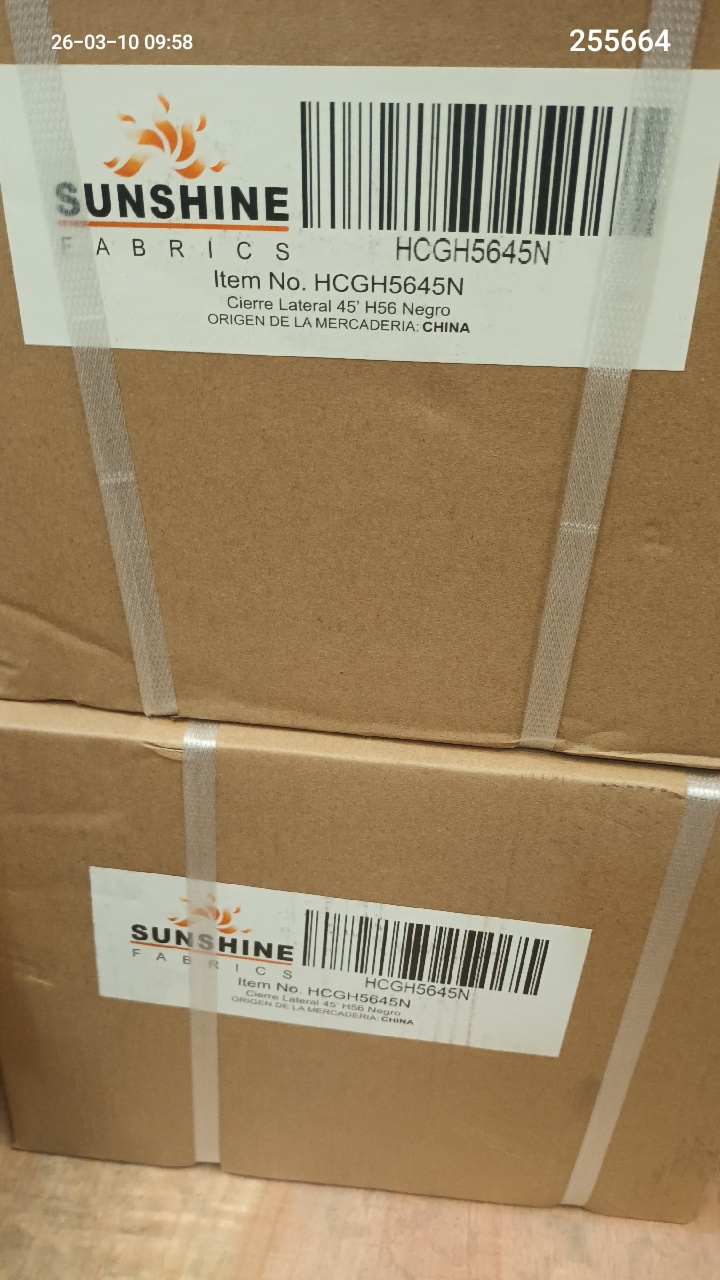 26-03-10 09:58
255664
SUNSHINE
FABRICS
HCGH5645N
Item No. HCGH5645N
Cierre Lateral 45' H56 Negro
ORIGEN DE LA MERCADERIA: CHINA
SUNSHINE
FABRICS
HCGH5645N
Item No. HCGH5645N
Cierre Lateral 45' H56 Negro
ORIGEN DE LA MERCADERIA: CHINA